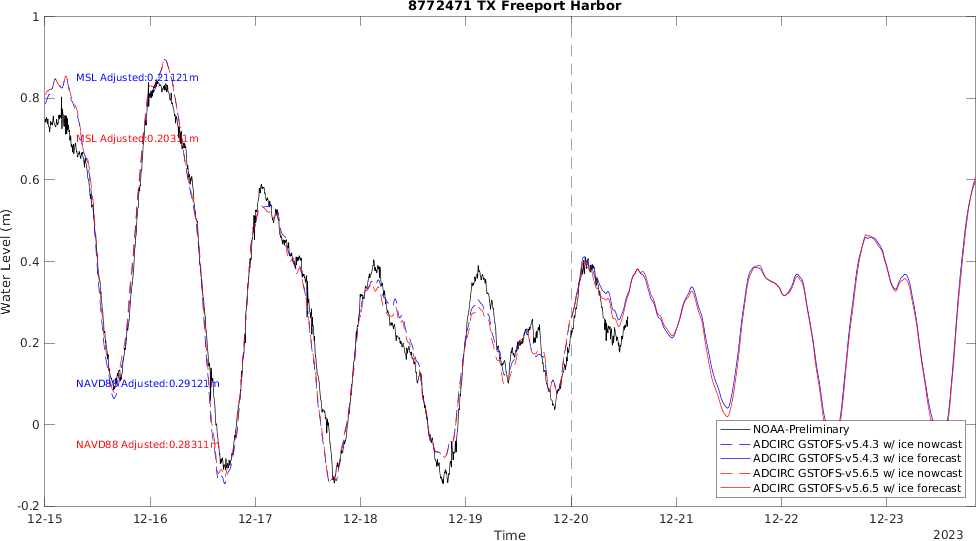 8772471 TX Freeport Harbor
1
0.8
0.6
0.4
0.2
0
-0.2
Water Level (m)
MSL Adjusted:0.21121m
MSL Adjusted:0.20311m
NAVD88 Adjusted:0.29121m
NAVD88 Adjusted:0.28311m
NOAA-Preliminary
ADCIRC GSTOFS-v5.4.3 w/ ice nowcast
ADCIRC GSTOFS-v5.4.3 w/ ice forecast
ADCIRC GSTOFS-v5.6.5 w/ ice nowcast
ADCIRC GSTOFS-v5.6.5 w/ ice forecast
12-15 12-16 12-17 12-18 12-19 12-20 12-21 12-22 12-23
Time
2023